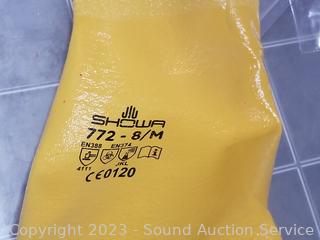 SHOWA
772 - 8/M
EN388 EN374
4111 JKL
CE0120
Copyright 2023 - Sound Auction Service